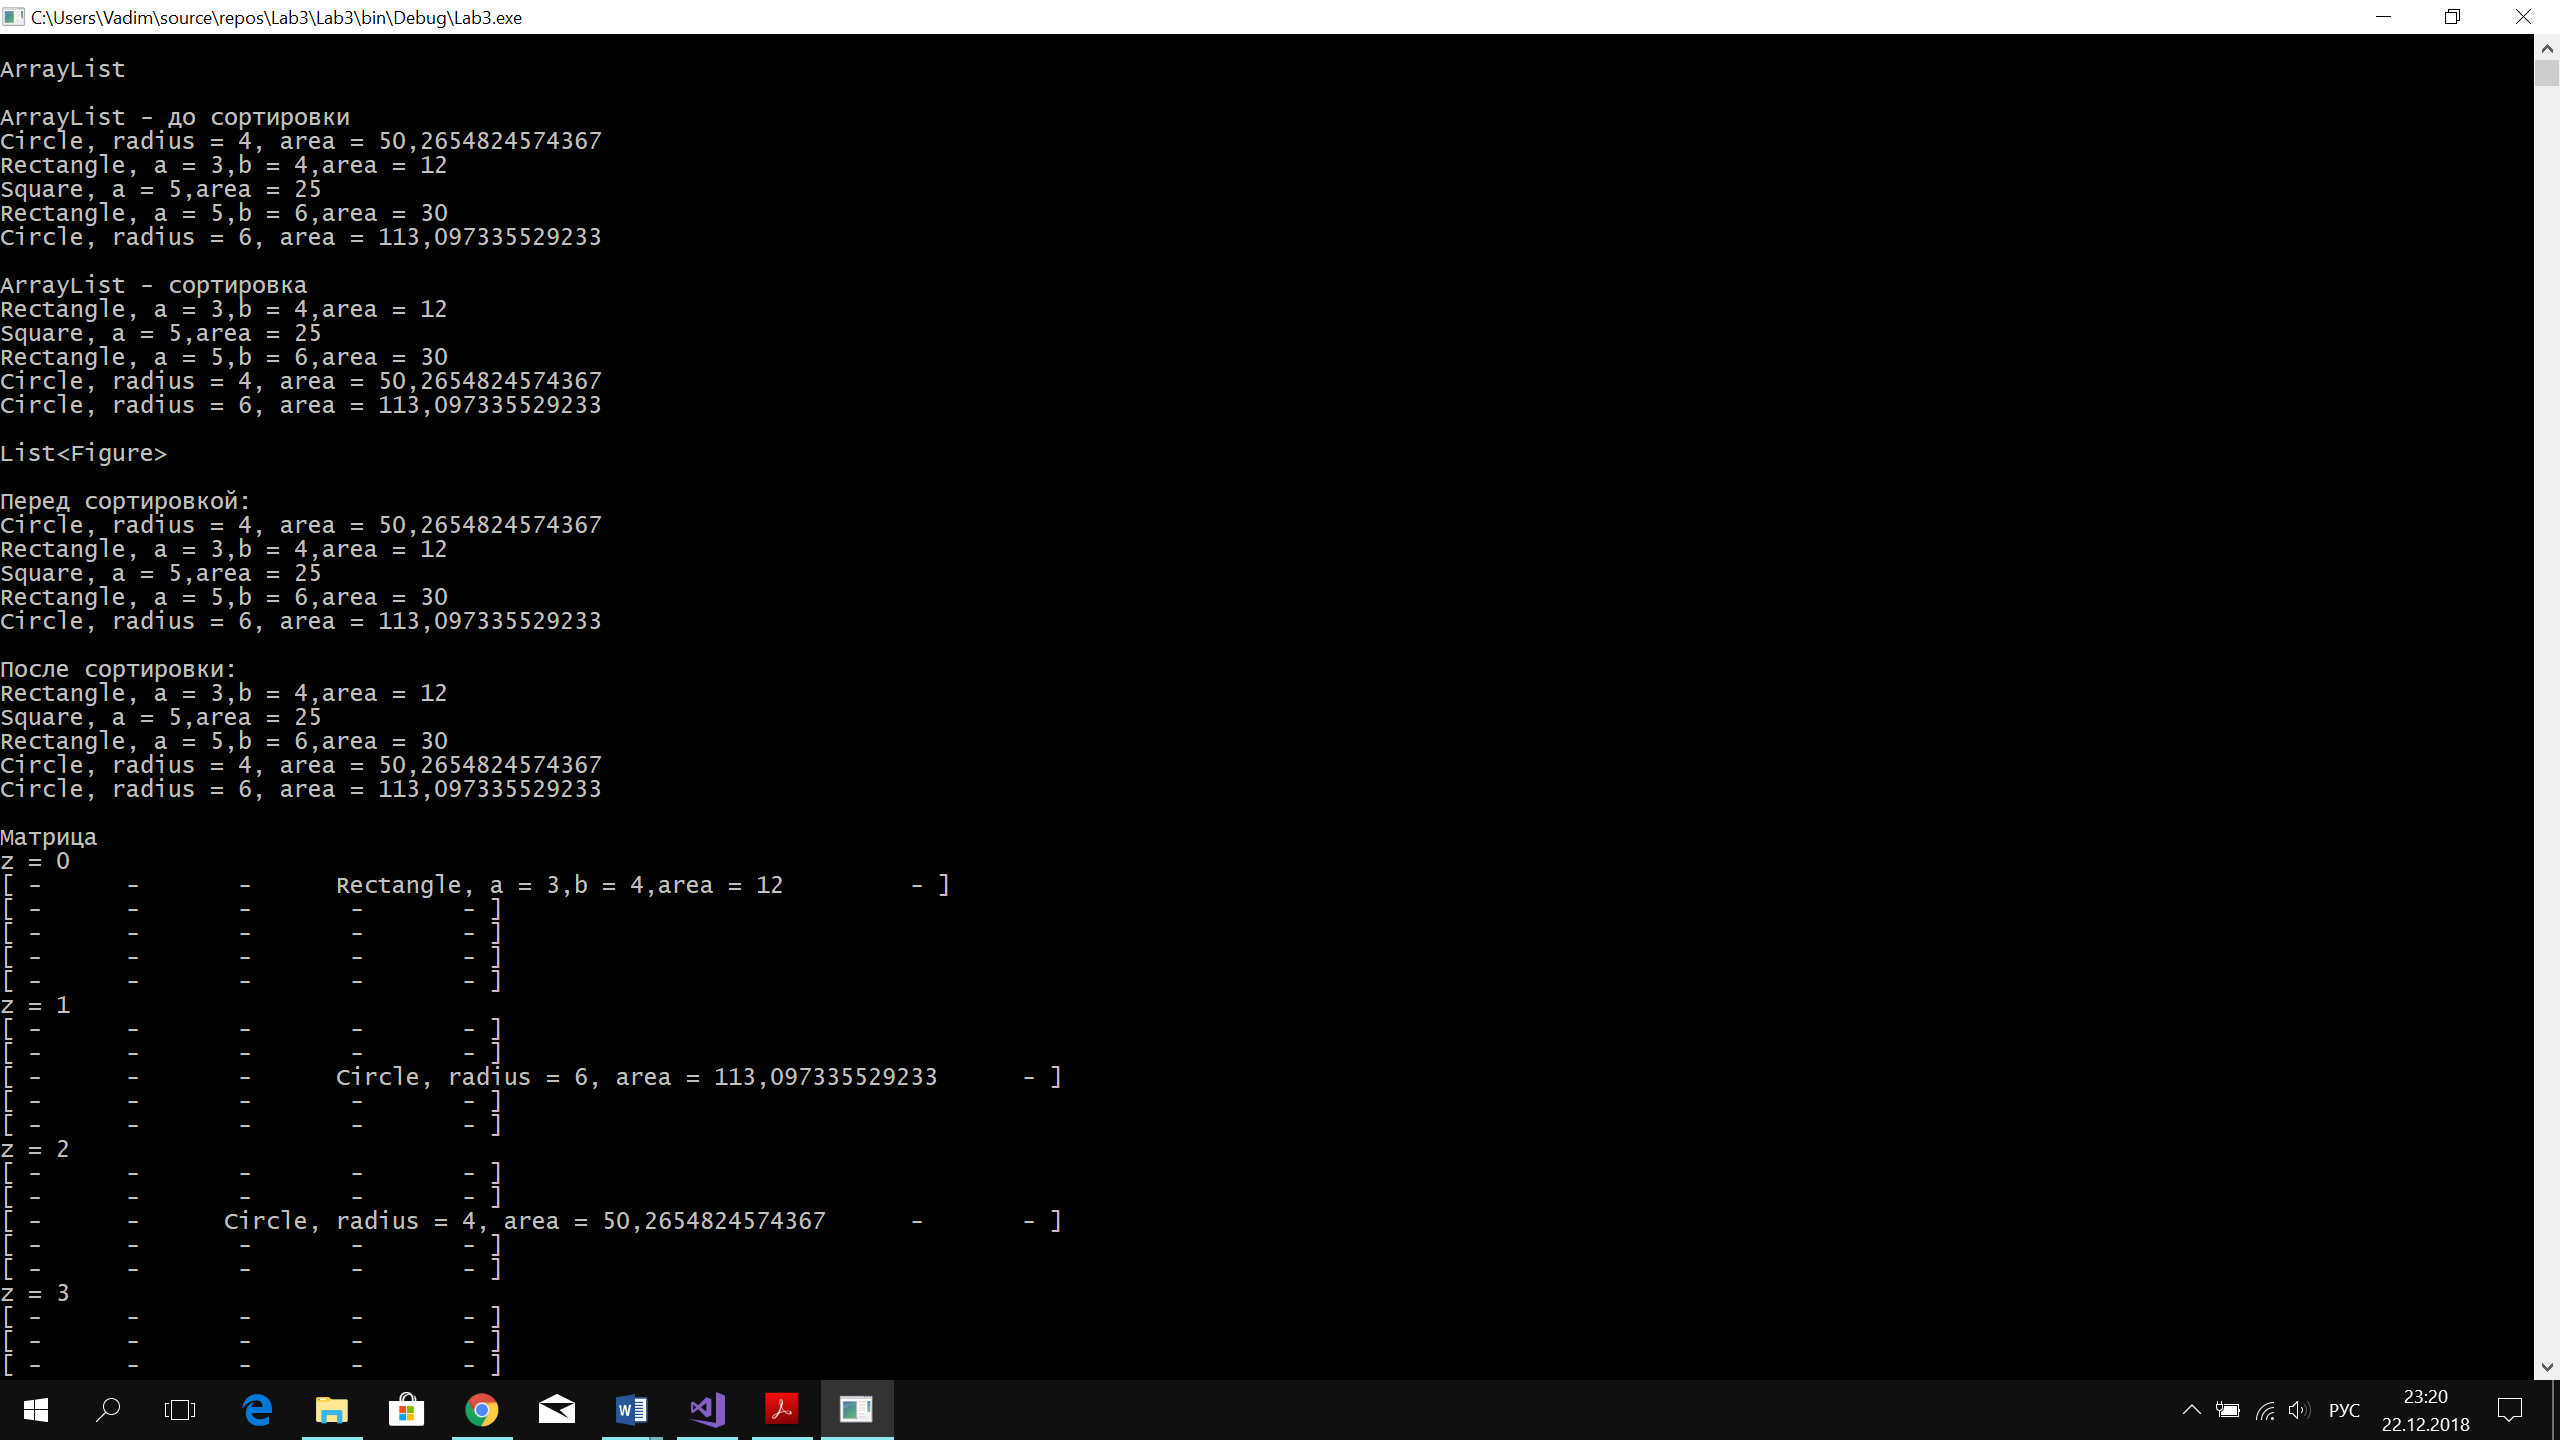 C:\Users\Vadim\source\repos\Lab3\Lab3\bin\Debug\Lab3.exe
ArrayList
ArrayList - до сортировки
Circle, radius = 4, area = 50,2654824574367
Rectangle, a = 3,b = 4,area = 12
Square, a = 5,area = 25
Rectangle, a = 5,b = 6,area = 30
Circle, radius = 6, area = 113,097335529233
ArrayList - сортировка
Rectangle, a = 3,b = 4,area = 12
Square, a = 5,area = 25
Rectangle, a = 5,b = 6,area = 30
Circle, radius = 4, area = 50,2654824574367
Circle, radius = 6, area = 113,097335529233
List<Figure>
Перед сортировкой:
Circle, radius = 4, area = 50,2654824574367
Rectangle, a = 3,b = 4,area = 12
Square, a = 5,area = 25
Rectangle, a = 5,b = 6,area = 30
Circle, radius = 6, area = 113,097335529233
После сортировки:
Rectangle, a = 3,b = 4,area = 12
Square, a = 5,area = 25
Rectangle, a = 5,b = 6,area = 30
Circle, radius = 4, area = 50,2654824574367
Circle, radius = 6, area = 113,097335529233
Матрица
z = 0
[ - - - Rectangle, a = 3,b = 4,area = 12 - ]
[ - - - - - ]
[ - - - - - ]
[ - - - - - ]
[ - - - - - ]
z = 1
[ - - - - - ]
[ - - - - - ]
[ - - - Circle, radius = 6, area = 113,097335529233 - ]
[ - - - - - ]
[ - - - - - ]
z = 2
[ - - - - - ]
[ - - - - - ]
[ - - Circle, radius = 4, area = 50,2654824574367 - - ]
[ - - - - - ]
[ - - - - - ]
z = 3
[ - - - - - ]
[ - - - - - ]
[ - - - - - ]
РУС
23:20
22.12.2018